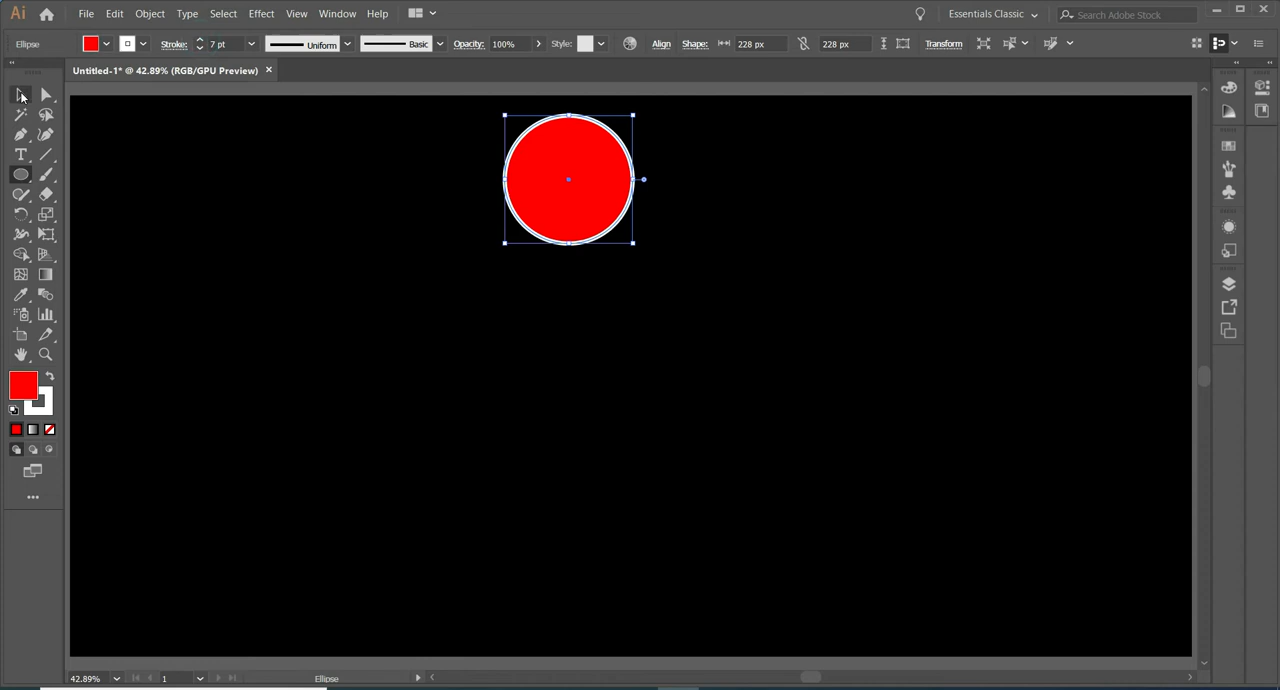 Ai File Edit Object Type Select Effect View Window Help Essentials Classic Search Adobe Stock
Ellipse Stroke: 7 pt Uniform Basic Opacity: 100% Style: Align Shape: 228 px 228 px Transform
Untitled-1* @ 42.89% (RGB/GPU Preview) ×
T
42.89% 1 Ellipse